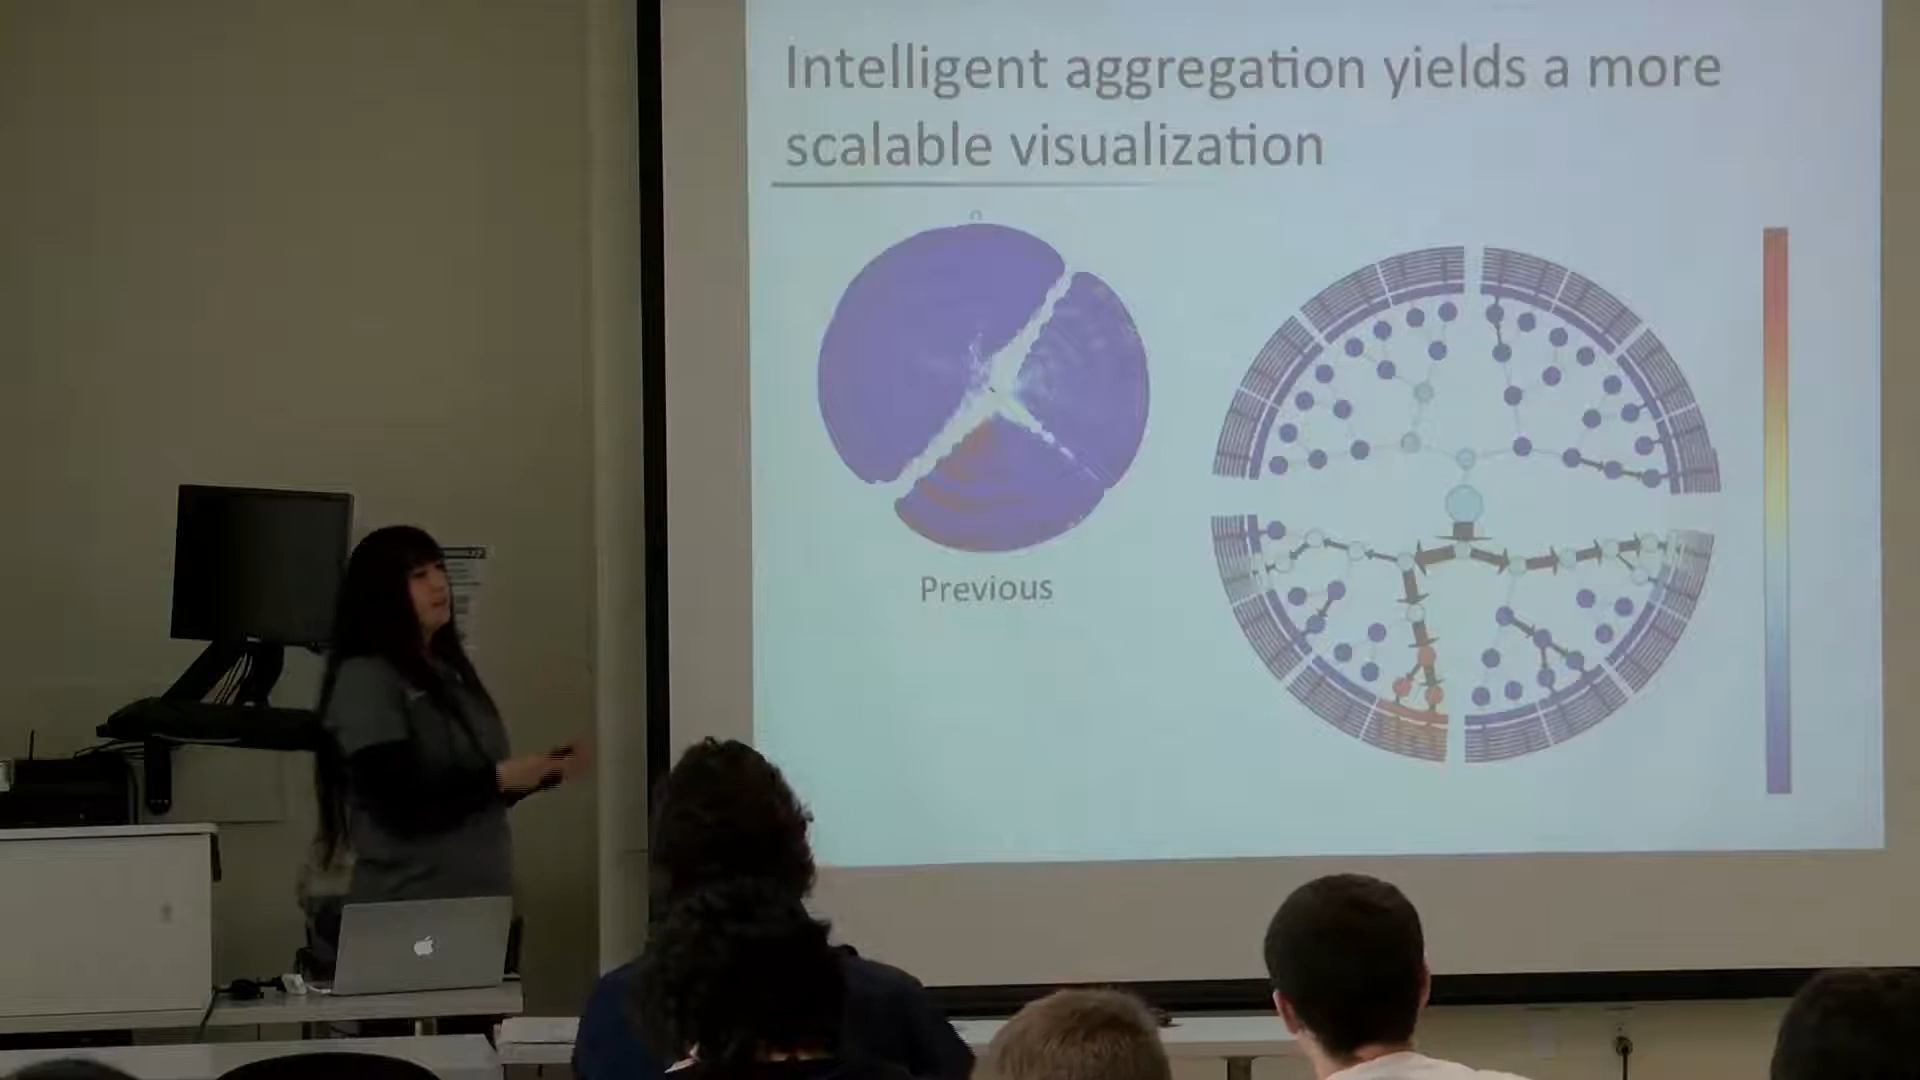 Intelligent aggregation yields a more
scalable visualization
Previous